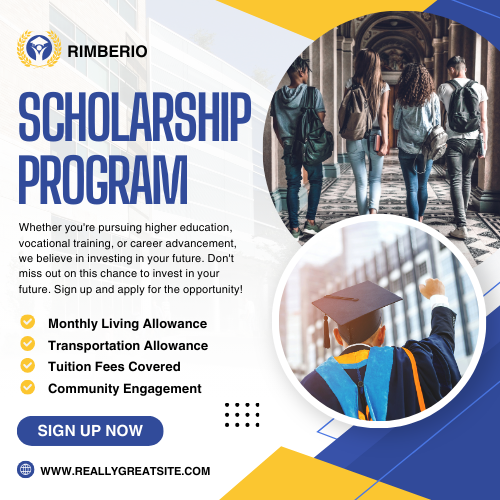 RIMBERIO
SCHOLARSHIP
PROGRAM
Whether you're pursuing higher education,
vocational training, or career advancement,
we believe in investing in your future. Don't
miss out on this chance to invest in your
future. Sign up and apply for the opportunity!
Monthly Living Allowance
Transportation Allowance
Tuition Fees Covered
Community Engagement
SIGN UP NOW
WWW.REALLYGREATSITE.COM